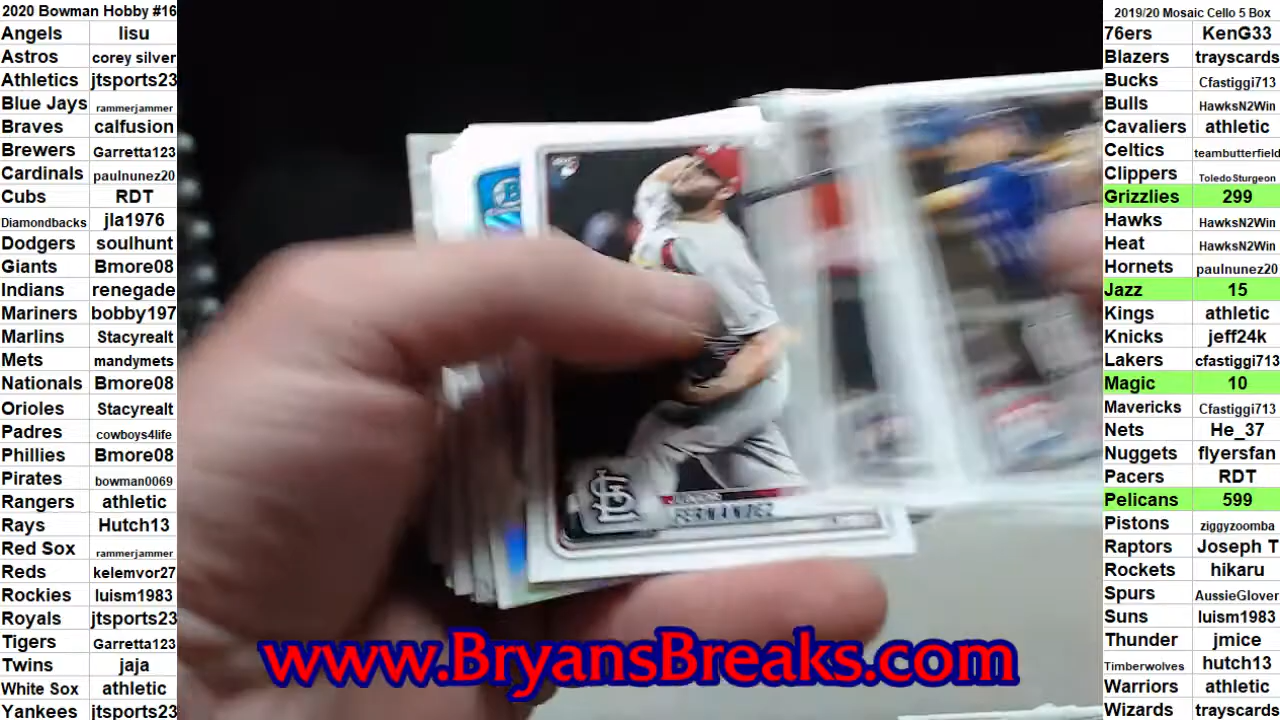 2020 Bowman Hobby #16
Angels lisu
Astros corey silver
Athletics jtsports23
Blue Jays rammerjammer
Braves calfusion
Brewers Garretta123
Cardinals paulnunez20
Cubs RDT
Diamondbacks jla1976
Dodgers soulhunt
Giants Bmore08
Indians renegade
Mariners bobby197
Marlins Stacyrealt
Mets mandymets
Nationals Bmore08
Orioles Stacyrealt
Padres cowboys4life
Phillies Bmore08
Pirates bowman0069
Rangers athletic
Rays Hutch13
Red Sox rammerjammer
Reds kelemvor27
Rockies luism1983
Royals jtsports23
Tigers Garretta123
Twins jaja
White Sox athletic
Yankees jtsports23
FERNANDEZ
www.BryansBreaks.com
2019/20 Mosaic Cello 5 Box
76ers KenG33
Blazers trayscards
Bucks Cfastiggi713
Bulls HawksN2Win
Cavaliers athletic
Celtics teambutterfield
Clippers ToledoSturgeon
Grizzlies 299
Hawks HawksN2Win
Heat HawksN2Win
Hornets paulnunez20
Jazz 15
Kings athletic
Knicks jeff24k
Lakers cfastiggi713
Magic 10
Mavericks Cfastiggi713
Nets He_37
Nuggets flyersfan
Pacers RDT
Pelicans 599
Pistons ziggyzoomba
Raptors Joseph T
Rockets hikaru
Spurs AussieGlover
Suns luism1983
Thunder jmice
Timberwolves hutch13
Warriors athletic
Wizards trayscards